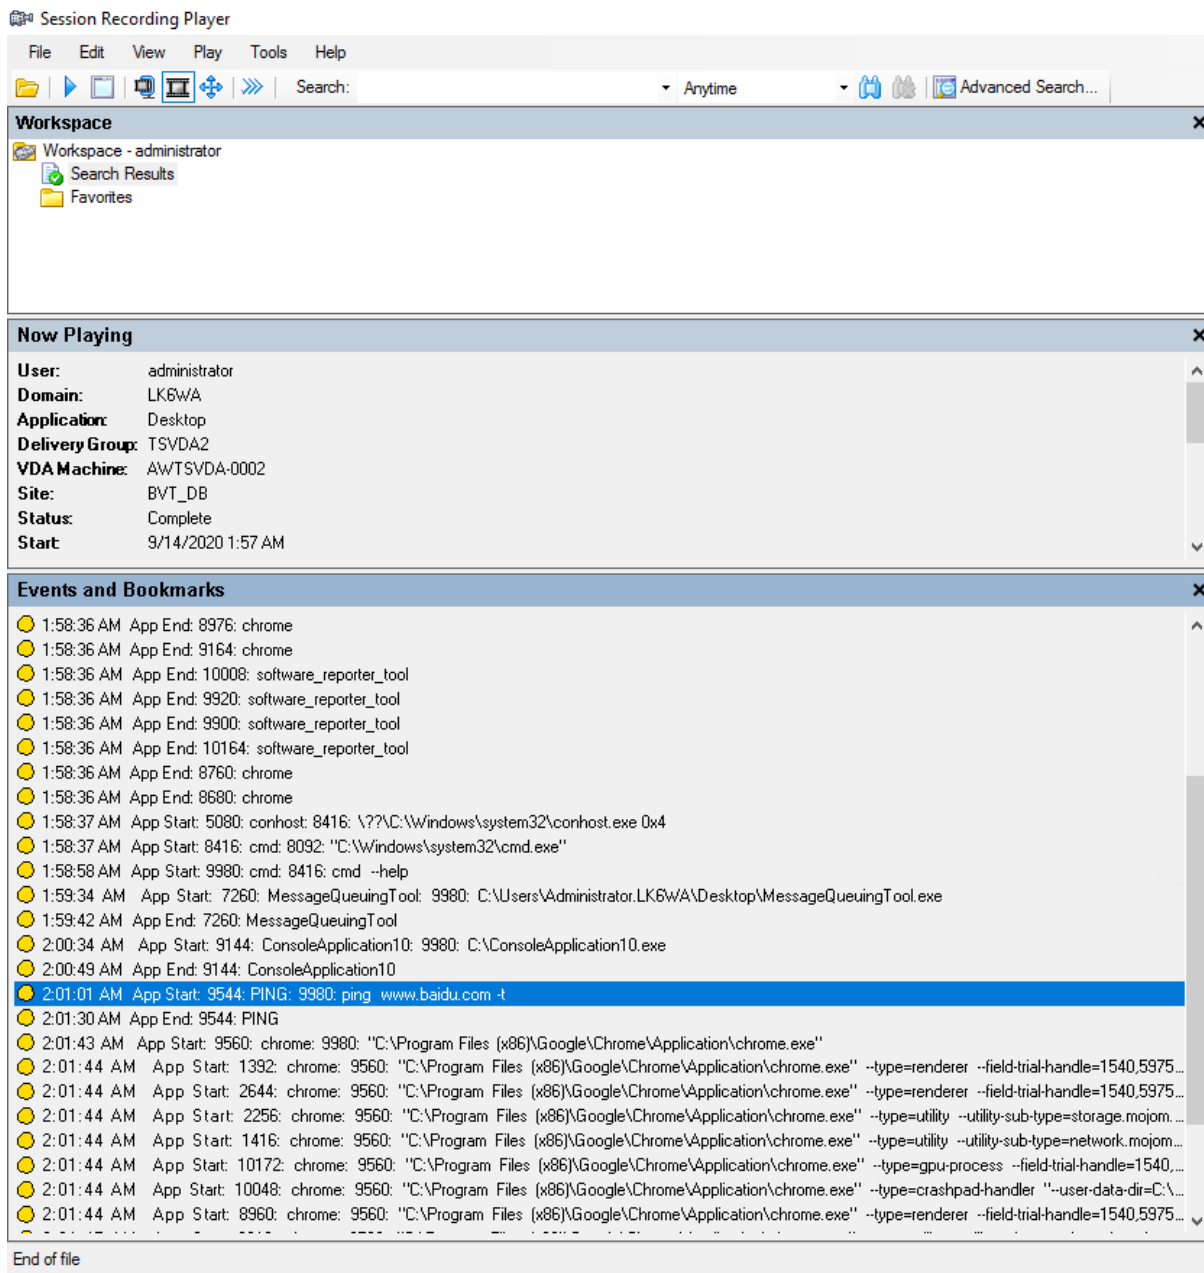 Session Recording Player
File Edit View Play Tools Help
Search: Anytime Advanced Search...
Workspace
Workspace - administrator
Search Results
Favorites
Now Playing
User: administrator
Domain: LK6WA
Application: Desktop
Delivery Group: TSVDA2
VDA Machine: AWTSVDA-0002
Site: BVT_DB
Status: Complete
Start: 9/14/2020 1:57 AM
Events and Bookmarks
1:58:36 AM App End: 8976: chrome
1:58:36 AM App End: 9164: chrome
1:58:36 AM App End: 10008: software_reporter_tool
1:58:36 AM App End: 9920: software_reporter_tool
1:58:36 AM App End: 9900: software_reporter_tool
1:58:36 AM App End: 10164: software_reporter_tool
1:58:36 AM App End: 8760: chrome
1:58:36 AM App End: 8680: chrome
1:58:37 AM App Start: 5080: conhost: 8416: \??\C:\Windows\system32\conhost.exe 0x4
1:58:37 AM App Start: 8416: cmd: 8092: "C:\Windows\system32\cmd.exe"
1:58:58 AM App Start: 9980: cmd: 8416: cmd --help
1:59:34 AM App Start: 7260: MessageQueuingTool: 9980: C:\Users\Administrator.LK6WA\Desktop\MessageQueuingTool.exe
1:59:42 AM App End: 7260: MessageQueuingTool
2:00:34 AM App Start: 9144: ConsoleApplication10: 9980: C:\ConsoleApplication10.exe
2:00:49 AM App End: 9144: ConsoleApplication10
2:01:01 AM App Start: 9544: PING: 9980: ping www.baidu.com -t
2:01:30 AM App End: 9544: PING
2:01:43 AM App Start: 9560: chrome: 9980: "C:\Program Files (x86)\Google\Chrome\Application\chrome.exe"
2:01:44 AM App Start: 1392: chrome: 9560: "C:\Program Files (x86)\Google\Chrome\Application\chrome.exe" --type=renderer --field-trial-handle=1540,5975...
2:01:44 AM App Start: 2644: chrome: 9560: "C:\Program Files (x86)\Google\Chrome\Application\chrome.exe" --type=renderer --field-trial-handle=1540,5975...
2:01:44 AM App Start: 2256: chrome: 9560: "C:\Program Files (x86)\Google\Chrome\Application\chrome.exe" --type=utility --utility-sub-type=storage.mojom....
2:01:44 AM App Start: 1416: chrome: 9560: "C:\Program Files (x86)\Google\Chrome\Application\chrome.exe" --type=utility --utility-sub-type=network.mojom...
2:01:44 AM App Start: 10172: chrome: 9560: "C:\Program Files (x86)\Google\Chrome\Application\chrome.exe" --type=gpu-process --field-trial-handle=1540,...
2:01:44 AM App Start: 10048: chrome: 9560: "C:\Program Files (x86)\Google\Chrome\Application\chrome.exe" --type=crashpad-handler "--user-data-dir=C:\...
2:01:44 AM App Start: 8960: chrome: 9560: "C:\Program Files (x86)\Google\Chrome\Application\chrome.exe" --type=renderer --field-trial-handle=1540,5975...
End of file